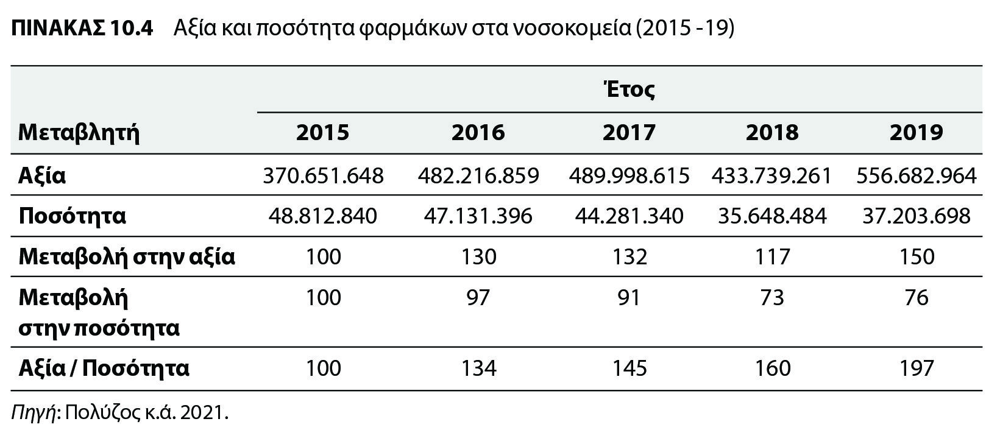 ΠΙΝΑΚΑΣ 10.4 Αξία και ποσότητα φαρμάκων στα νοσοκομεία (2015 -19)
Έτος
Μεταβλητή 2015 2016 2017 2018 2019
Αξία 370.651.648 482.216.859 489.998.615 433.739.261 556.682.964
Ποσότητα 48.812.840 47.131.396 44.281.340 35.648.484 37.203.698
Μεταβολή στην αξία 100 130 132 117 150
Μεταβολή 100 97 91 73 76
στην ποσότητα
Αξία / Ποσότητα 100 134 145 160 197
Πηγή: Πολύζος κ.ά. 2021.